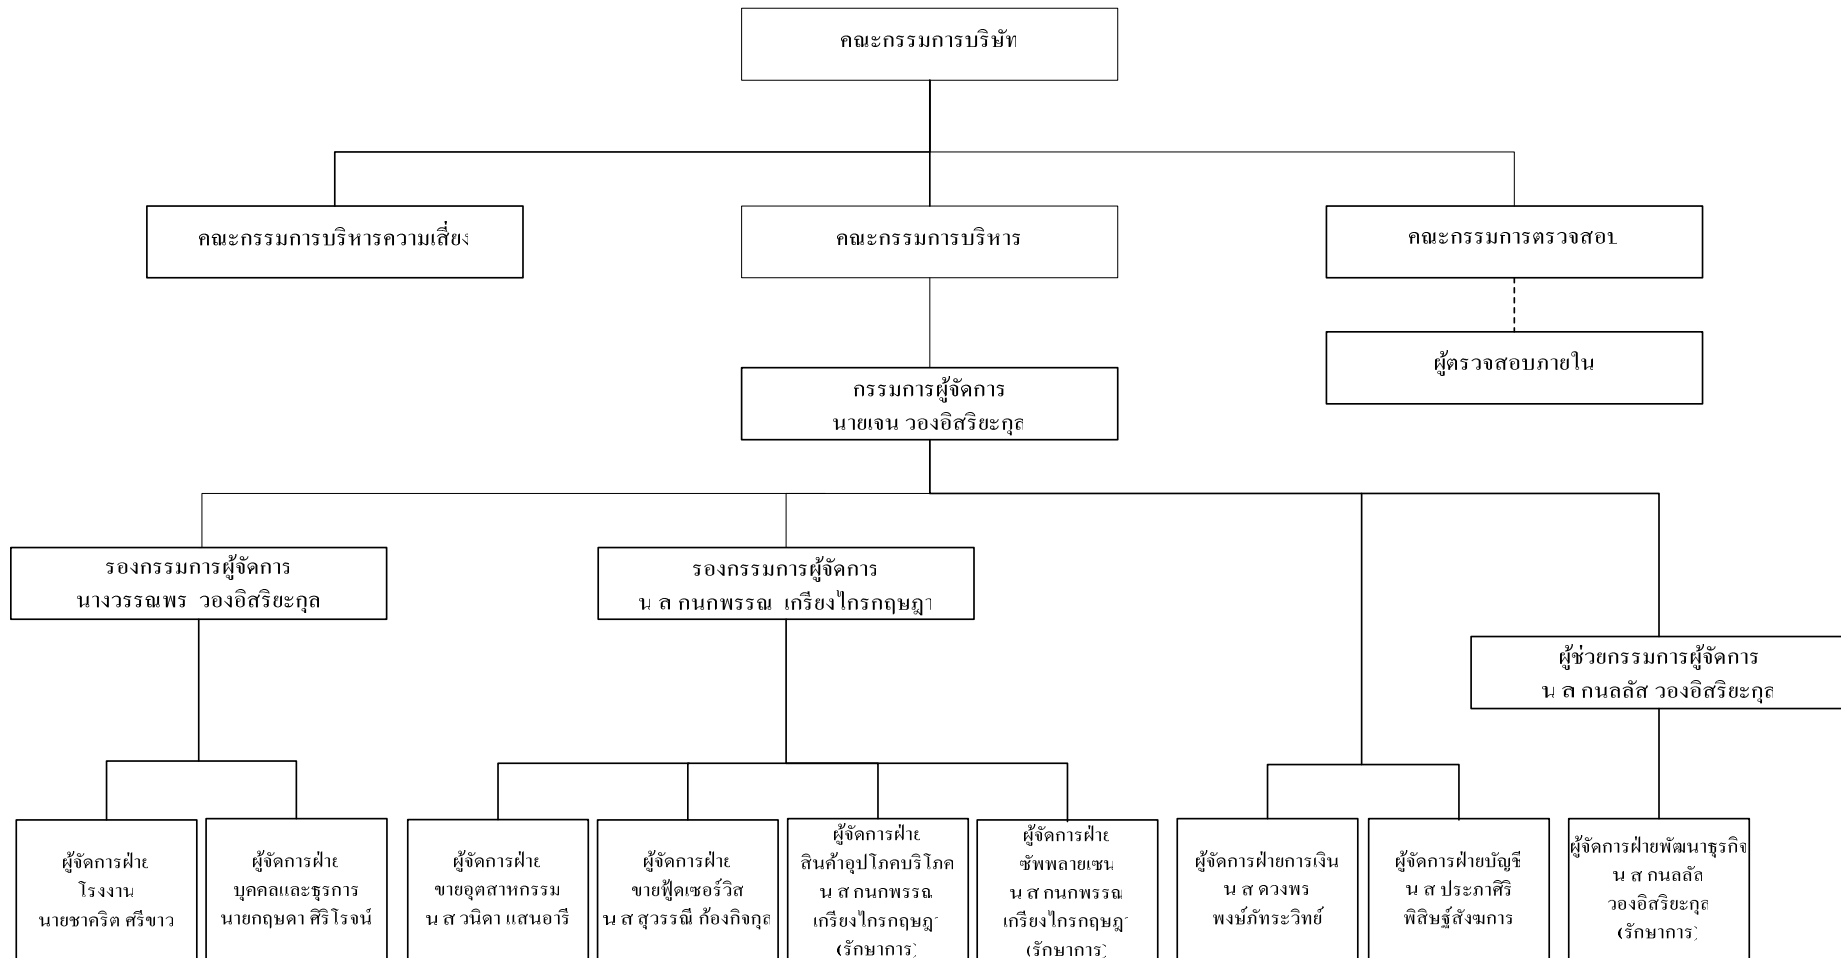 คณะกรรมการบริษัท
คณะกรรมการบริหารความเสี่ยง
คณะกรรมการบริหาร
คณะกรรมการตรวจสอบ
ผู้ตรวจสอบภายใน
กรรมการผู้จัดการ
นายเจน วองอิสริยะกุล
รองกรรมการผู้จัดการ
นางวรรณพร วองอิสริยะกุล
รองกรรมการผู้จัดการ
น ส กนกพรรณ เกรียงไกรกฤษฎา
ผู้ช่วยกรรมการผู้จัดการ
น ส กนลลัส วองอิสริยะกุล
ผู้จัดการฝ่าย
โรงงาน
นายชาคริต ศรีขาว
ผู้จัดการฝ่าย
บุคคลและธุรการ
นายกฤษดา ศิริโรจน์
ผู้จัดการฝ่าย
ขายอุตสาหกรรม
น ส วนิดา แสนอารี
ผู้จัดการฝ่าย
ขายฟู้ดเซอร์วิส
น ส สุวรรณี ก้องกิจกุล
ผู้จัดการฝ่าย
สินค้าอุปโภคบริโภค
น ส กนกพรรณ
เกรียงไกรกฤษฎา
(รักษาการ)
ผู้จัดการฝ่าย
ซัพพลายเชน
น ส กนกพรรณ
เกรียงไกรกฤษฎา
(รักษาการ)
ผู้จัดการฝ่ายการเงิน
น ส ดวงพร
พงษ์ภัทระวิทย์
ผู้จัดการฝ่ายบัญชี
น ส ประภาศิริ
พิสิษฐ์สังฆการ
ผู้จัดการฝ่ายพัฒนาธุรกิจ
น ส กนลลัส
วองอิสริยะกุล
(รักษาการ)